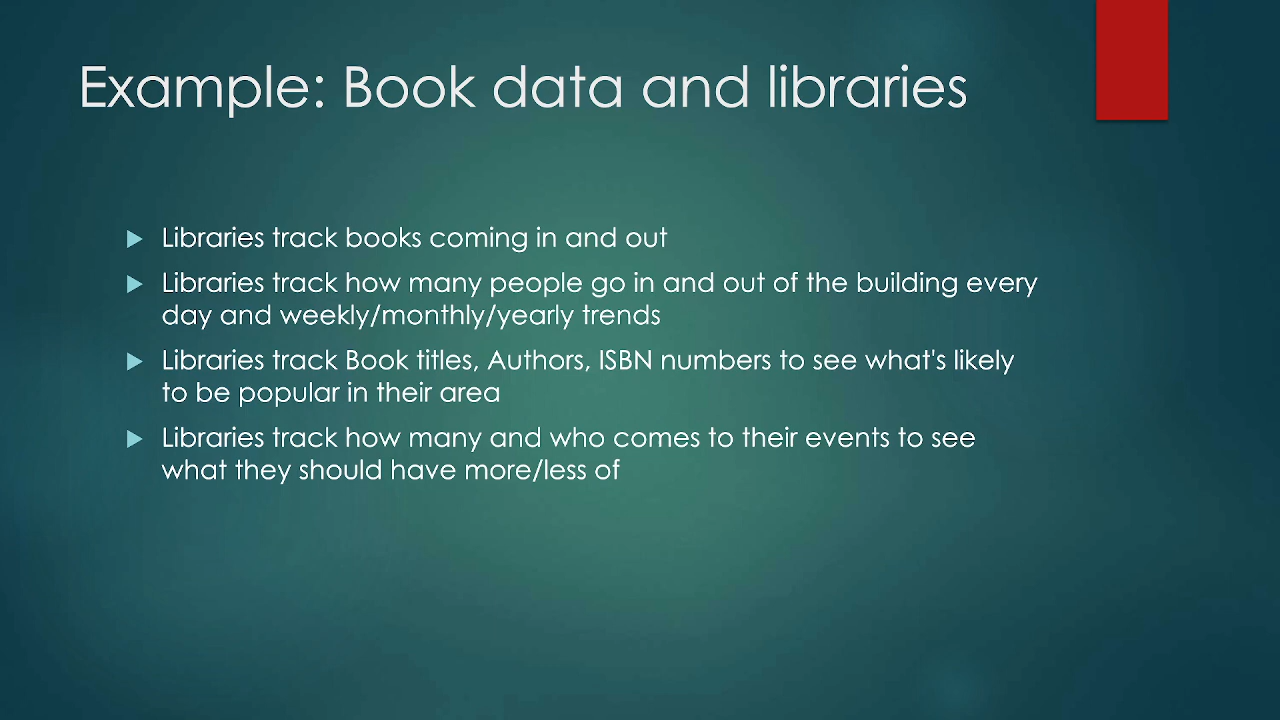 Example: Book data and libraries
Libraries track books coming in and out
Libraries track how many people go in and out of the building every
day and weekly/monthly/yearly trends
Libraries track Book titles, Authors, ISBN numbers to see what's likely
to be popular in their area
Libraries track how many and who comes to their events to see
what they should have more/less of